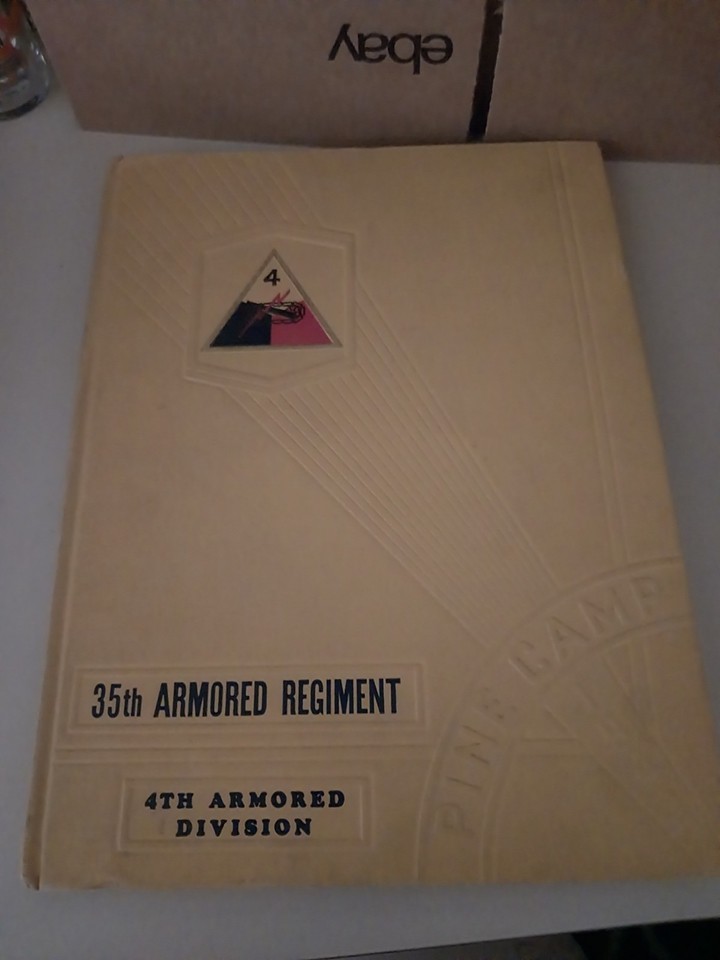 ebay
4
35th ARMORED REGIMENT
4TH ARMORED
DIVISION
PINE CAMP